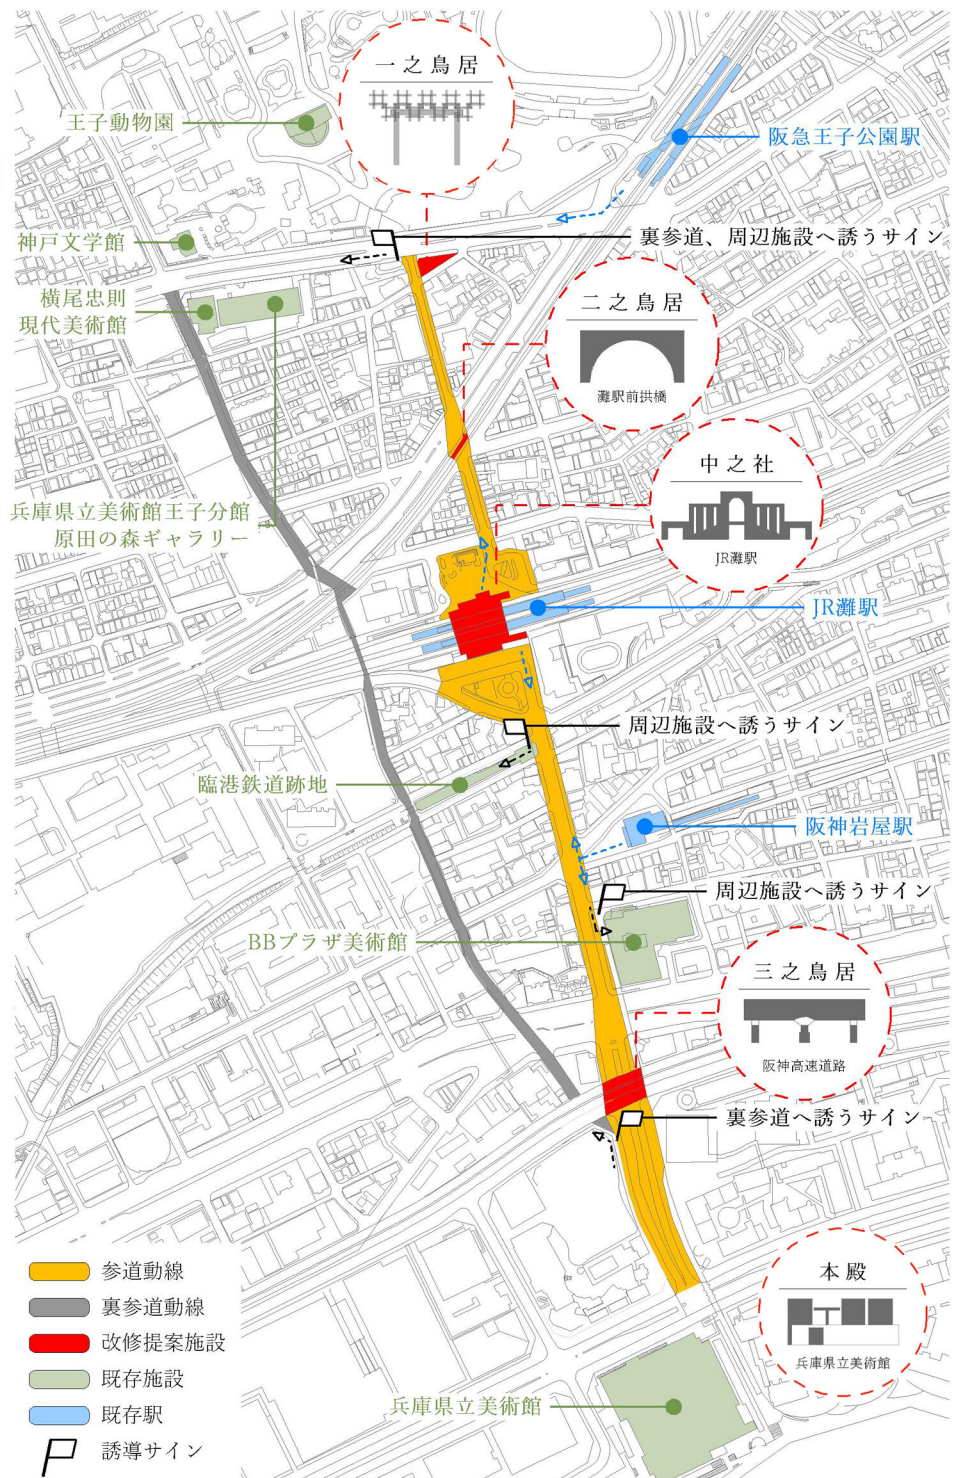 一之鳥居
王子動物園
阪急王子公園駅
神戸文学館
裏参道、周辺施設へ誘うサイン
横尾忠則
現代美術館
二之鳥居
灘駅前拱橋
中之社
JR灘駅
兵庫県立美術館王子分館
原田の森ギャラリー
JR灘駅
周辺施設へ誘うサイン
臨港鉄道跡地
阪神岩屋駅
周辺施設へ誘うサイン
BBプラザ美術館
三之鳥居
阪神高速道路
裏参道へ誘うサイン
本殿
兵庫県立美術館
兵庫県立美術館
参道動線
裏参道動線
改修提案施設
既存施設
既存駅
誘導サイン